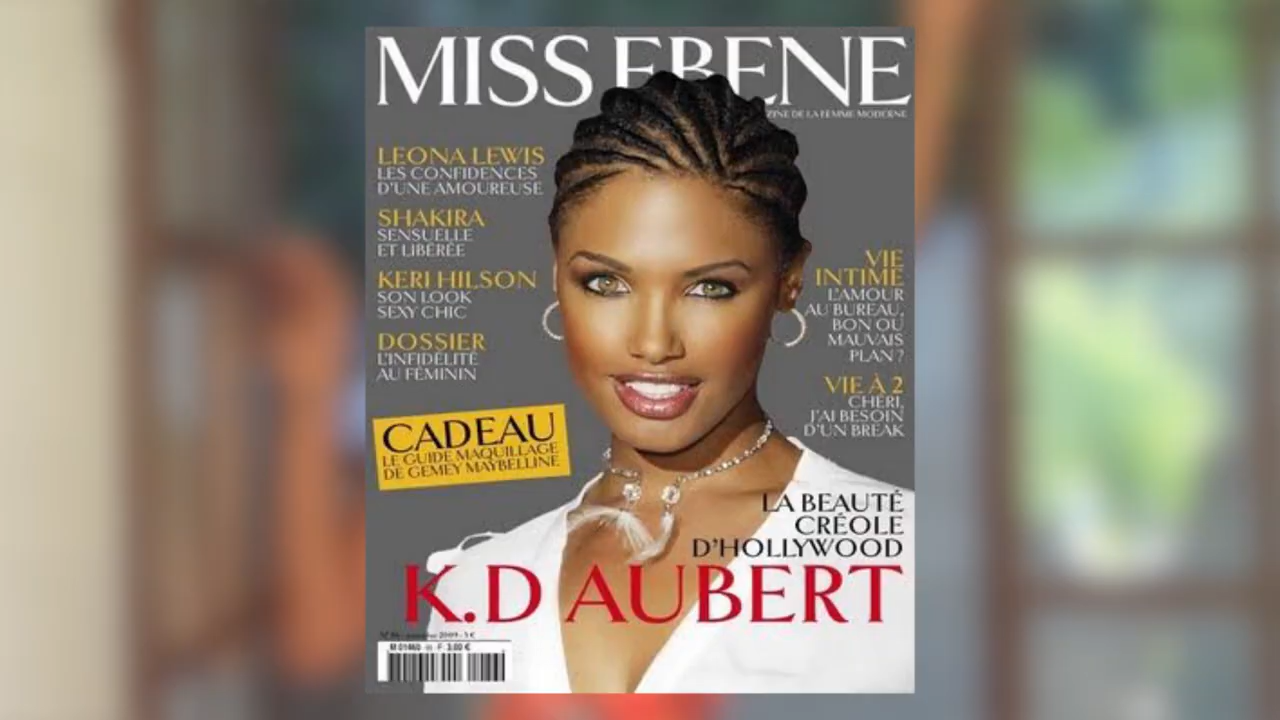 MISS EBENE
ZINE DE LA FEMME MODERNE
LEONA LEWIS
LES CONFIDENCES
D'UNE AMOUREUSE
SHAKIRA
SENSUELLE
ET LIBÉRÉE
KERI HILSON
SON LOOK
SEXY CHIC
DOSSIER
L'INFIDÉLITÉ
AU FÉMININ
CADEAU
LE GUIDE MAQUILLAGE
DE GEMEY MAYBELLINE
VIE
INTIME
L'AMOUR
AU BUREAU,
BON OU
MAUVAIS
PLAN ?
VIE À 2
CHÉRI,
J'AI BESOIN
D'UN BREAK
LA BEAUTÉ
CRÉOLE
D'HOLLYWOOD
K.D AUBERT
2009 - 3 €
F: 3,00 €